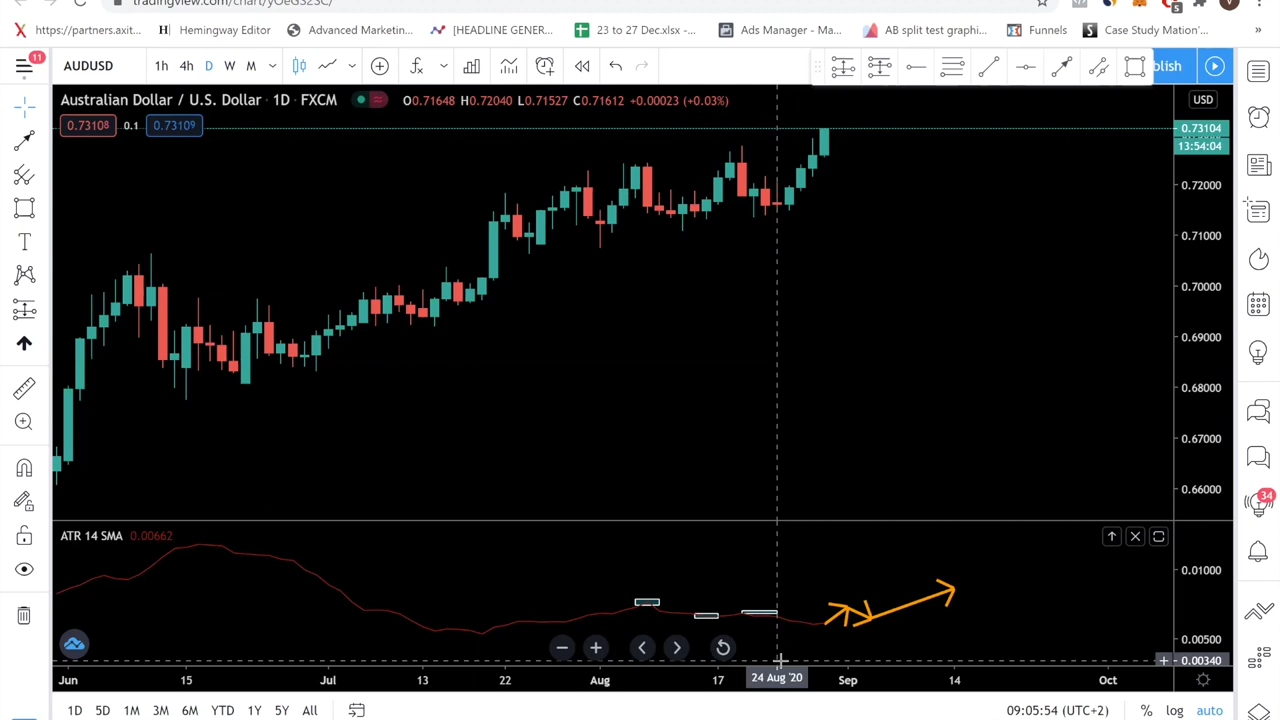 tradingview.com/chart/yOeGS23C/
https://partners.axit...
Hemingway Editor
Advanced Marketin...
[HEADLINE GENER...
23 to 27 Dec.xlsx -...
Ads Manager - Ma...
AB split test graphi...
Funnels
Case Study Mation'...
»
11
AUDUSD
1h 4h D W M
blish
Australian Dollar / U.S. Dollar · 1D · FXCM
O0.71648 H0.72040 L0.71527 C0.71612 +0.00023 (+0.03%)
USD
0.73108 0.1 0.73109
0.73104
13:54:04
0.72000
0.71000
0.70000
0.69000
0.68000
0.67000
0.66000
34
ATR 14 SMA 0.00662
0.01000
0.00500
0.00340
Jun 15 Jul 13 22 Aug 17 24 Aug '20 Sep 14 Oct
1D 5D 1M 3M 6M YTD 1Y 5Y All
09:05:54 (UTC+2) % log auto